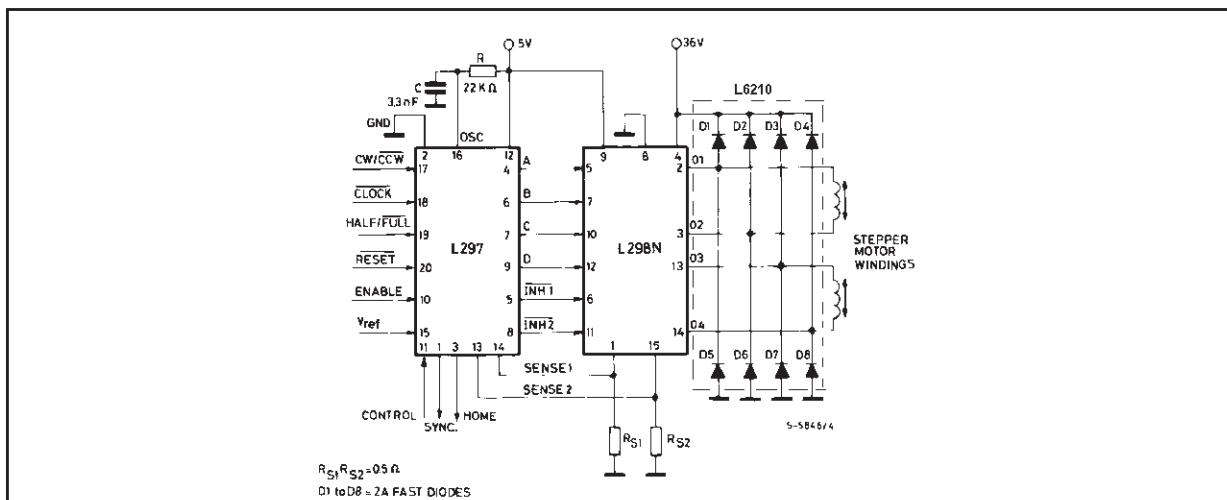 5V
36V
R
22KΩ
C
3.3nF
L6210
GND
OSC
D1 D2 D3 D4
2 16 12
9 8 4
CW/CCW 17
4 A 5
2 01
CLOCK 18
6 B 7
HALF/FULL 19
7 C 10
3 02
L297
L298N
STEPPER
MOTOR
WINDINGS
RESET 20
9 D 12
13 03
ENABLE 10
5 INH1 6
Vref 15
8 INH2 11
14 04
11 1 3 13 14
1 15
D5 D6 D7 D8
SENSE1
SENSE2
CONTROL
SYNC.
HOME
RS1
RS2
S-5846/4
RS1 RS2 = 0.5 Ω
D1 to D8 = 2A FAST DIODES